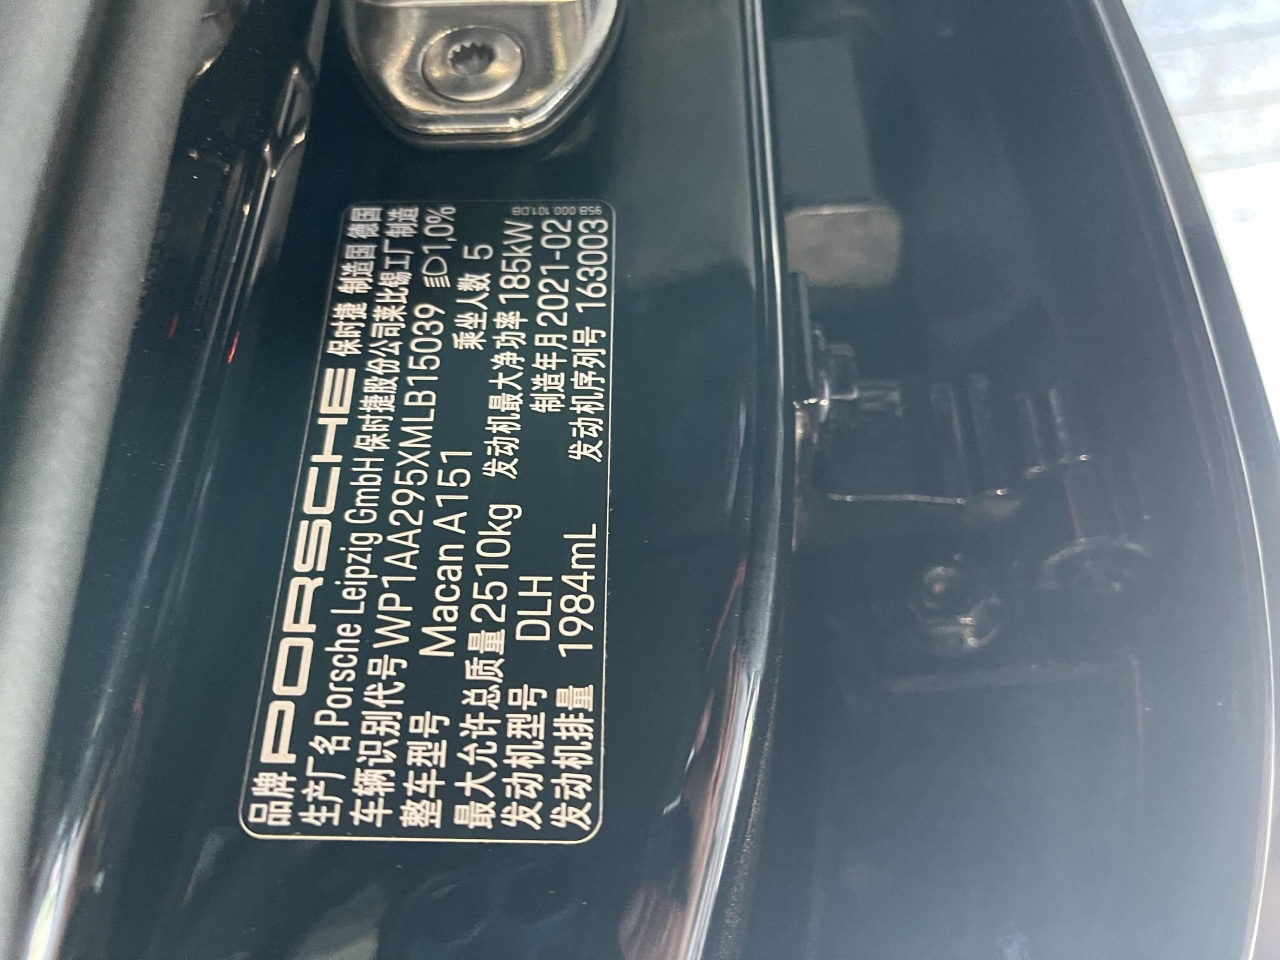 品牌 PORSCHE 保时捷 制造国 德国
生产厂名 Porsche Leipzig GmbH 保时捷股份公司莱比锡工厂制造
车辆识别代号 WP1AA295XMLB15039 1,0%
整车型号 Macan A151 乘坐人数 5
最大允许总质量 2510kg 发动机最大净功率 185kW
发动机型号 DLH 制造年月 2021-02
发动机排量 1984mL 发动机序列号 163003
95B.000.101.DB